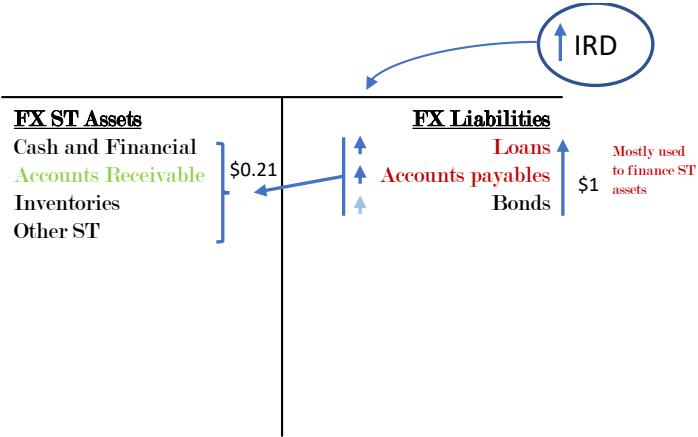 IRD
FX ST Assets
Cash and Financial
Accounts Receivable
Inventories
Other ST
$0.21
FX Liabilities
Loans
Accounts payables
Bonds
$1
Mostly used
to finance ST
assets